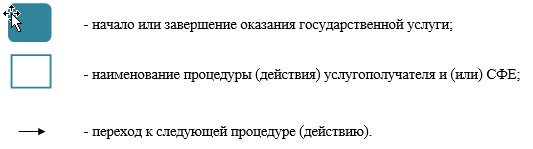 - начало или завершение оказания государственной услуги;
- наименование процедуры (действия) услугополучателя и (или) СФЕ;
- переход к следующей процедуре (действию).